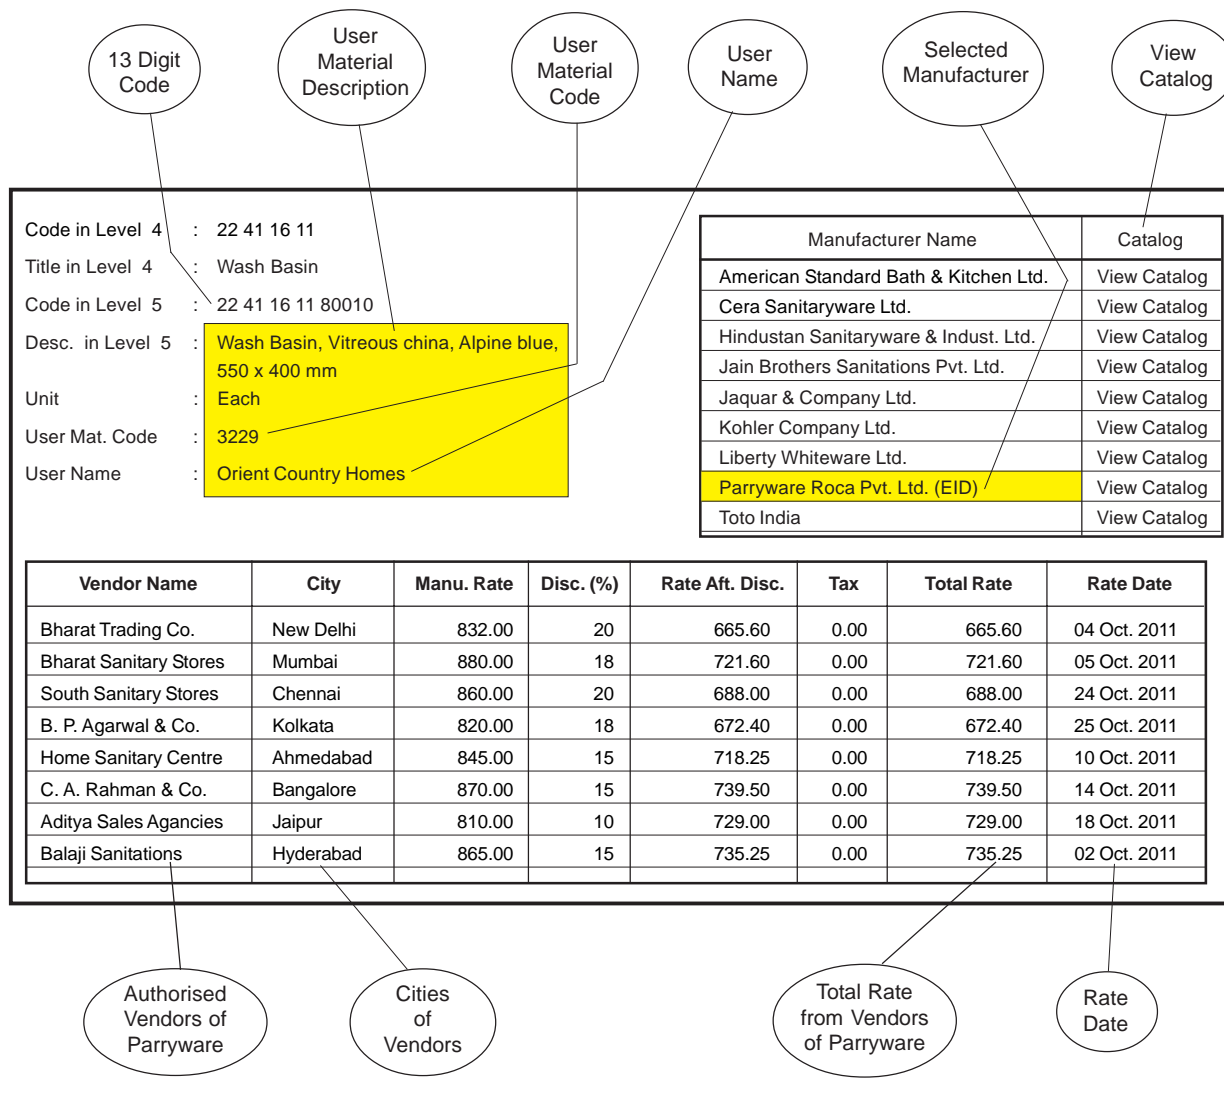 13 Digit
Code
User
Material
Description
User
Material
Code
User
Name
Selected
Manufacturer
View
Catalog
Code in Level 4 : 22 41 16 11
Title in Level 4 : Wash Basin
Code in Level 5 : 22 41 16 11 80010
Desc. in Level 5 : Wash Basin, Vitreous china, Alpine blue,
550 x 400 mm
Unit : Each
User Mat. Code : 3229
User Name : Orient Country Homes
Manufacturer Name Catalog
American Standard Bath & Kitchen Ltd. View Catalog
Cera Sanitaryware Ltd. View Catalog
Hindustan Sanitaryware & Indust. Ltd. View Catalog
Jain Brothers Sanitations Pvt. Ltd. View Catalog
Jaquar & Company Ltd. View Catalog
Kohler Company Ltd. View Catalog
Liberty Whiteware Ltd. View Catalog
Parryware Roca Pvt. Ltd. (EID) View Catalog
Toto India View Catalog
Vendor Name City Manu. Rate Disc. (%) Rate Aft. Disc. Tax Total Rate Rate Date
Bharat Trading Co. New Delhi 832.00 20 665.60 0.00 665.60 04 Oct. 2011
Bharat Sanitary Stores Mumbai 880.00 18 721.60 0.00 721.60 05 Oct. 2011
South Sanitary Stores Chennai 860.00 20 688.00 0.00 688.00 24 Oct. 2011
B. P. Agarwal & Co. Kolkata 820.00 18 672.40 0.00 672.40 25 Oct. 2011
Home Sanitary Centre Ahmedabad 845.00 15 718.25 0.00 718.25 10 Oct. 2011
C. A. Rahman & Co. Bangalore 870.00 15 739.50 0.00 739.50 14 Oct. 2011
Aditya Sales Agancies Jaipur 810.00 10 729.00 0.00 729.00 18 Oct. 2011
Balaji Sanitations Hyderabad 865.00 15 735.25 0.00 735.25 02 Oct. 2011
Authorised
Vendors of
Parryware
Cities
of
Vendors
Total Rate
from Vendors
of Parryware
Rate
Date